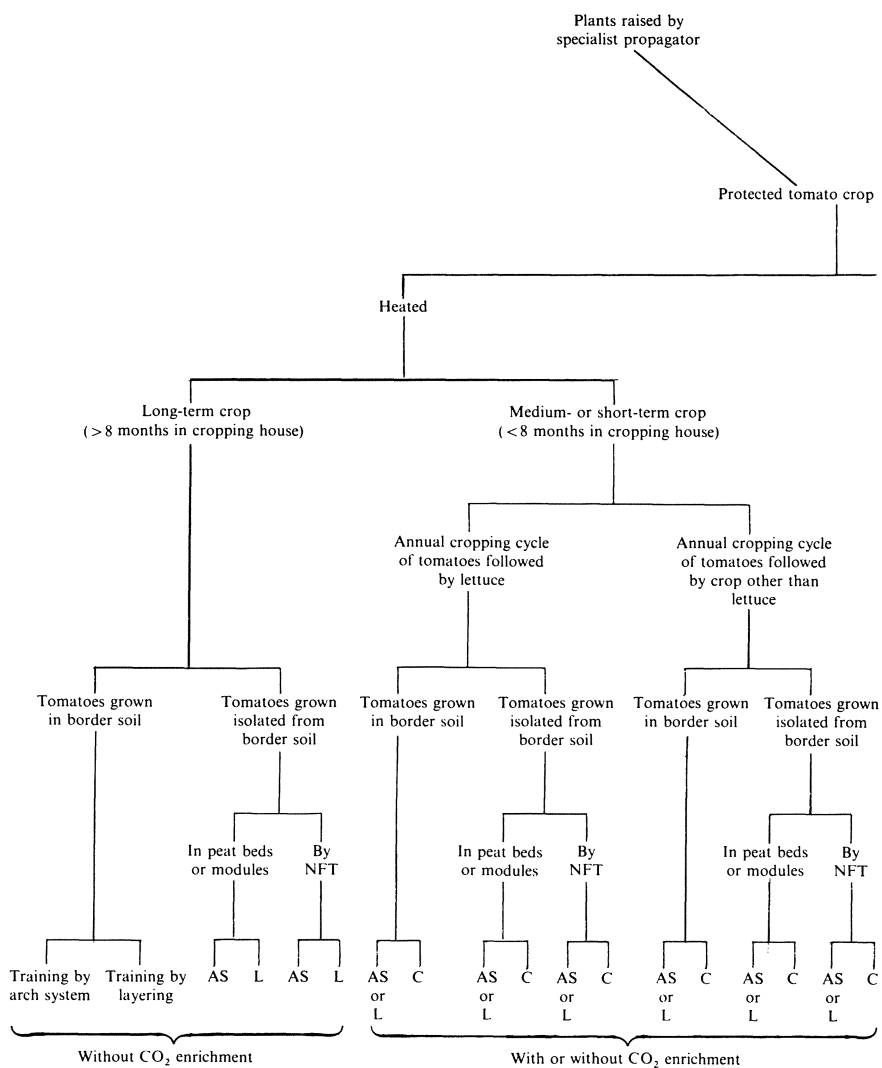 Plants raised by
specialist propagator
Protected tomato crop
Heated
Long-term crop
(>8 months in cropping house)
Medium- or short-term crop
(<8 months in cropping house)
Annual cropping cycle
of tomatoes followed
by lettuce
Annual cropping cycle
of tomatoes followed
by crop other than
lettuce
Tomatoes grown
in border soil
Tomatoes grown
isolated from
border soil
Tomatoes grown
in border soil
Tomatoes grown
isolated from
border soil
Tomatoes grown
in border soil
Tomatoes grown
isolated from
border soil
In peat beds
or modules
By
NFT
In peat beds
or modules
By
NFT
In peat beds
or modules
By
NFT
Training by
arch system
Training by
layering
AS
L
AS
L
AS
or
L
C
AS
or
L
C
AS
or
L
C
AS
or
L
C
AS
or
L
C
AS
or
L
C
Without CO₂ enrichment
With or without CO₂ enrichment